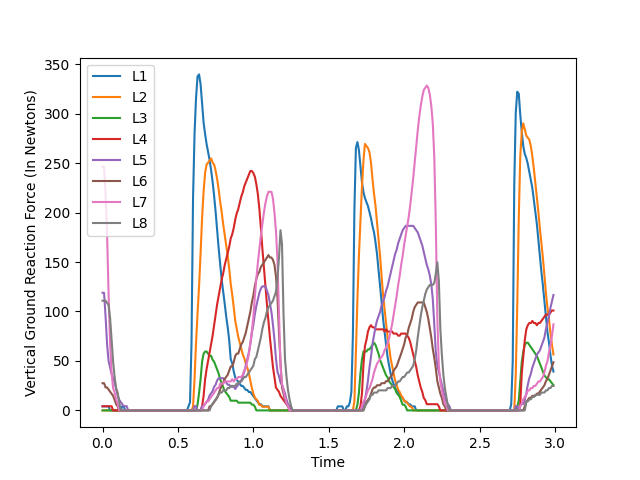 350
300
250
200
150
100
50
0
Vertical Ground Reaction Force (In Newtons)
L1
L2
L3
L4
L5
L6
L7
L8
0.0 0.5 1.0 1.5 2.0 2.5 3.0
Time